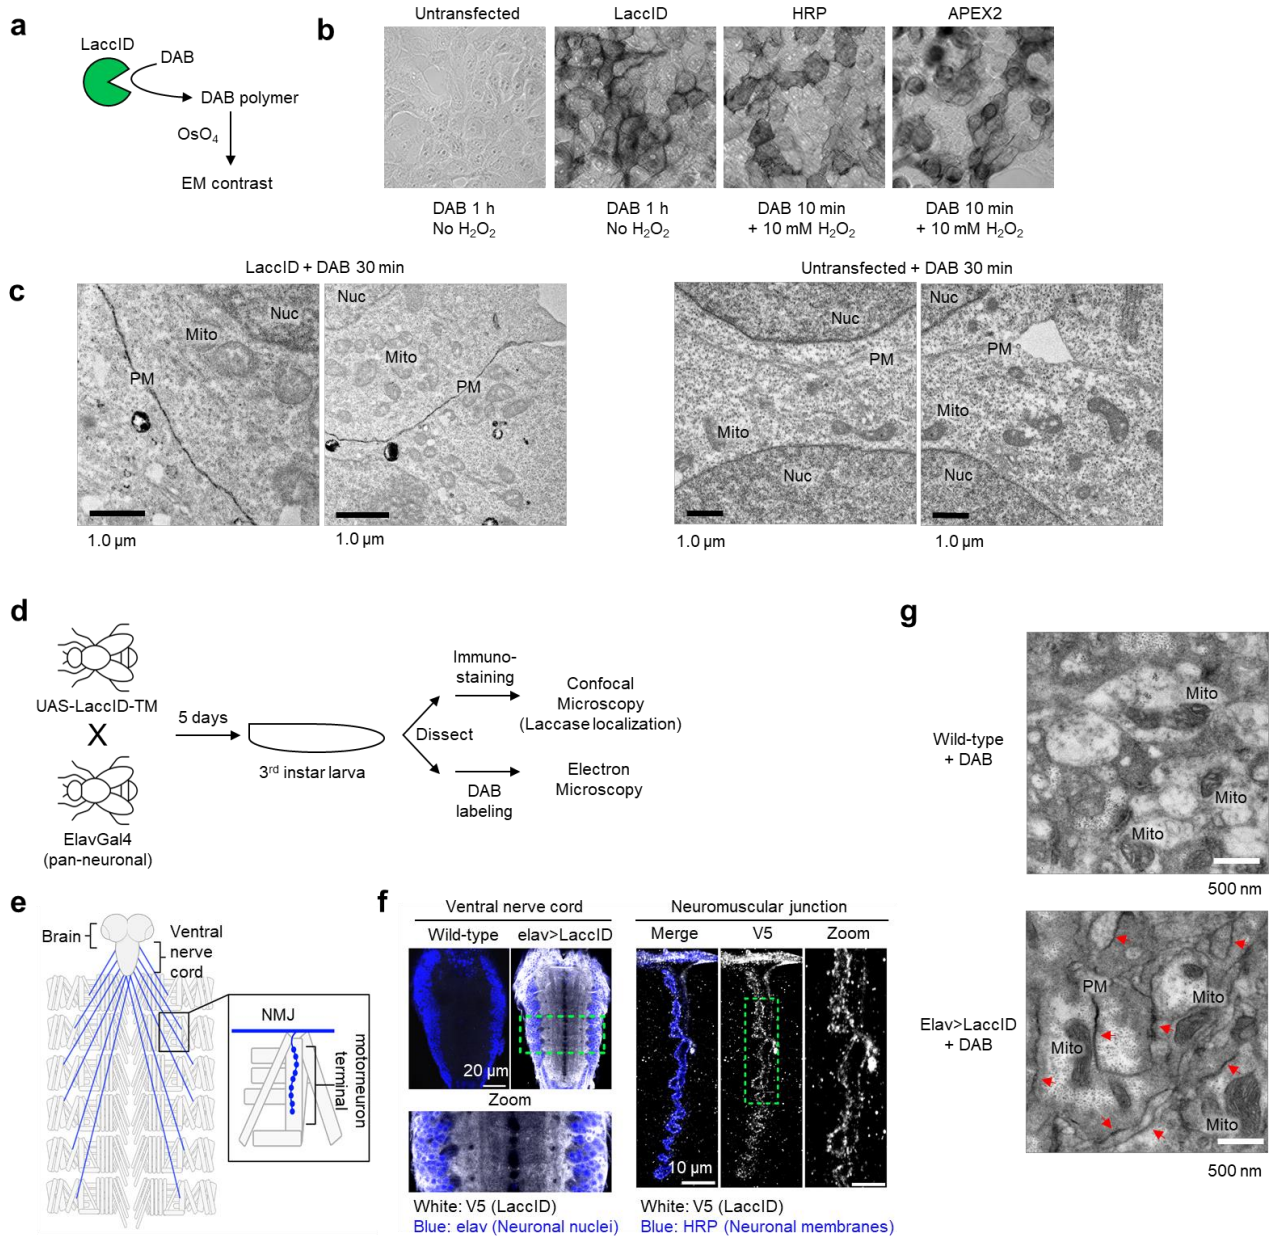 a
LaccID
DAB
DAB polymer
OsO4
EM contrast
b
Untransfected
LaccID
HRP
APEX2
DAB 1 h
No H2O2
DAB 1 h
No H2O2
DAB 10 min
+ 10 mM H2O2
DAB 10 min
+ 10 mM H2O2
c
LaccID + DAB 30 min
Nuc
Mito
PM
1.0 µm
Nuc
Mito
PM
1.0 µm
Untransfected + DAB 30 min
Nuc
PM
Mito
Nuc
1.0 µm
Nuc
PM
Mito
Nuc
1.0 µm
d
UAS-LaccID-TM
X
ElavGal4
(pan-neuronal)
5 days
3rd instar larva
Dissect
Immuno-
staining
Confocal
Microscopy
(Laccase localization)
DAB
labeling
Electron
Microscopy
e
Brain
Ventral
nerve
cord
NMJ
motorneuron
terminal
f
Ventral nerve cord
Wild-type
elav>LaccID
20 µm
Zoom
White: V5 (LaccID)
Blue: elav (Neuronal nuclei)
Neuromuscular junction
Merge
V5
Zoom
10 µm
White: V5 (LaccID)
Blue: HRP (Neuronal membranes)
g
Wild-type
+ DAB
Mito
Mito
Mito
500 nm
Elav>LaccID
+ DAB
PM
Mito
Mito
Mito
500 nm